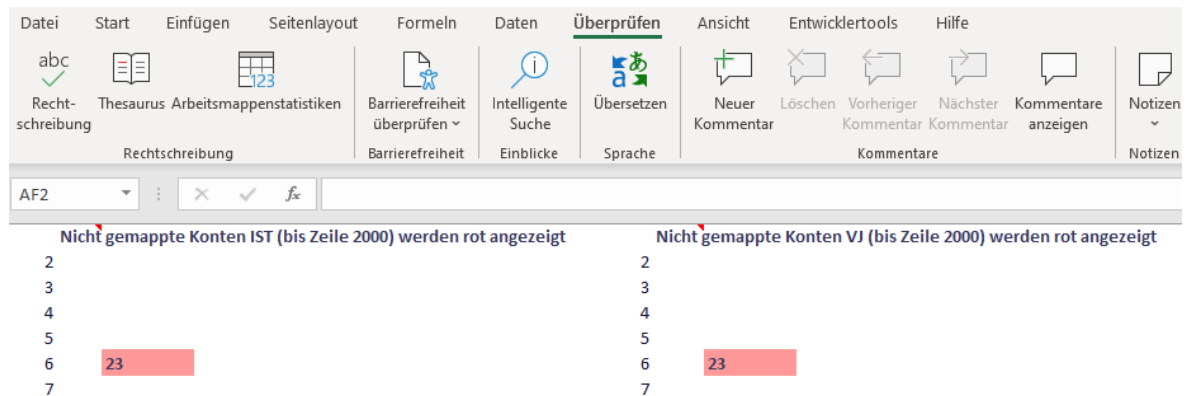 Datei Start Einfügen Seitenlayout Formeln Daten Überprüfen Ansicht Entwicklertools Hilfe
abc
123
a あ
Recht-
schreibung
Thesaurus
Arbeitsmappenstatistiken
Barrierefreiheit
überprüfen
Intelligente
Suche
Übersetzen
Neuer
Kommentar
Löschen
Vorheriger
Kommentar
Nächster
Kommentar
Kommentare
anzeigen
Notizen
Rechtschreibung Barrierefreiheit Einblicke Sprache Kommentare Notizen
AF2 fx
Nicht gemappte Konten IST (bis Zeile 2000) werden rot angezeigt Nicht gemappte Konten VJ (bis Zeile 2000) werden rot angezeigt
2 2
3 3
4 4
5 5
6 23 6 23
7 7